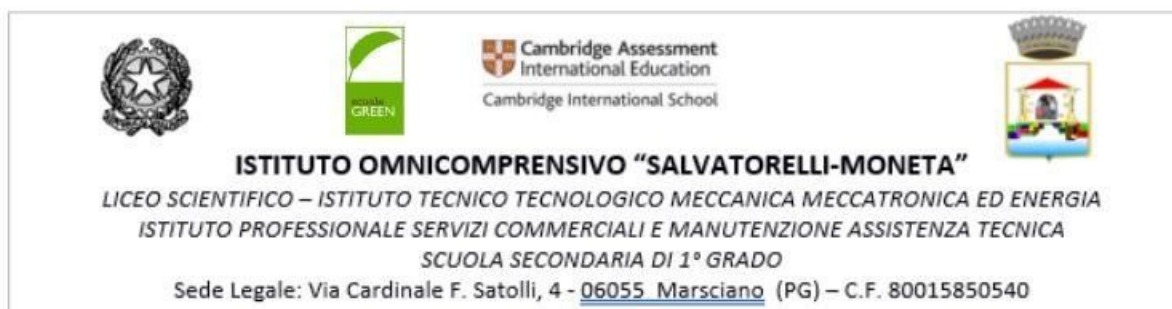 scuola
GREEN
Cambridge Assessment
International Education
Cambridge International School
ISTITUTO OMNICOMPRENSIVO “SALVATORELLI-MONETA”
LICEO SCIENTIFICO – ISTITUTO TECNICO TECNOLOGICO MECCANICA MECCATRONICA ED ENERGIA
ISTITUTO PROFESSIONALE SERVIZI COMMERCIALI E MANUTENZIONE ASSISTENZA TECNICA
SCUOLA SECONDARIA DI 1° GRADO
Sede Legale: Via Cardinale F. Satolli, 4 - 06055 Marsciano (PG) – C.F. 80015850540